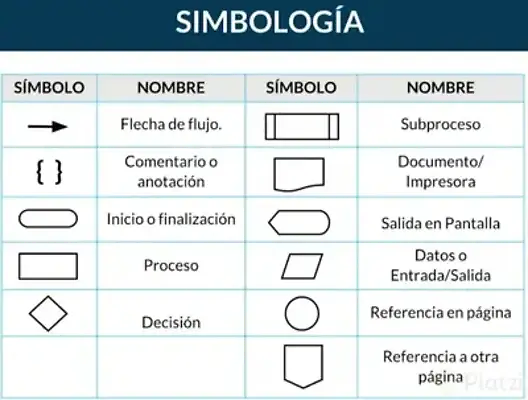 SIMBOLOGÍA
SÍMBOLO NOMBRE SÍMBOLO NOMBRE
Flecha de flujo. Subproceso
{ } Comentario o anotación Documento/ Impresora
Inicio o finalización Salida en Pantalla
Proceso Datos o Entrada/Salida
Decisión Referencia en página
Referencia a otra página
Platzi